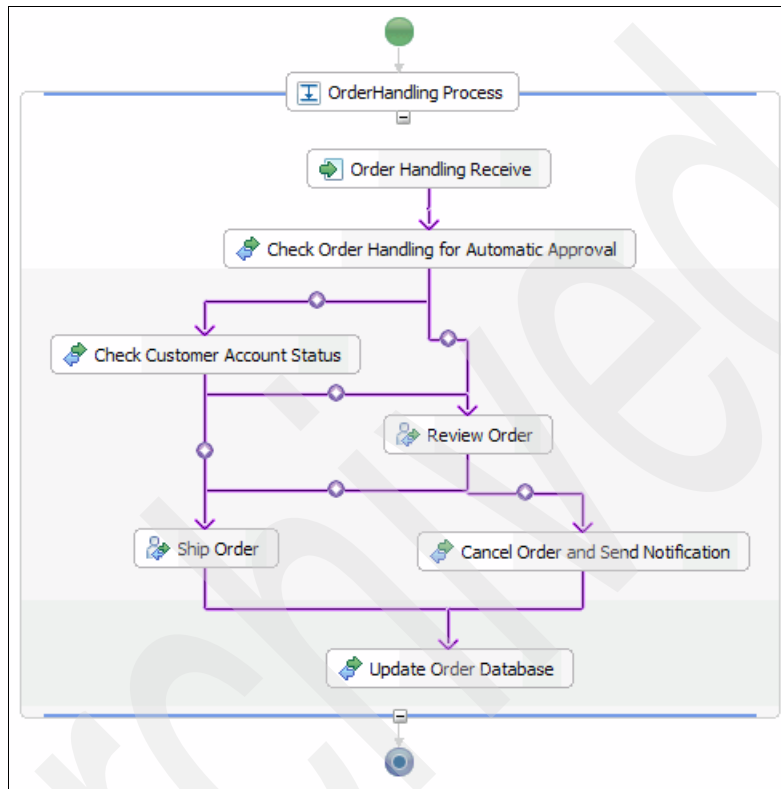 OrderHandling Process
Order Handling Receive
Check Order Handling for Automatic Approval
Check Customer Account Status
Review Order
Ship Order
Cancel Order and Send Notification
Update Order Database
Archived